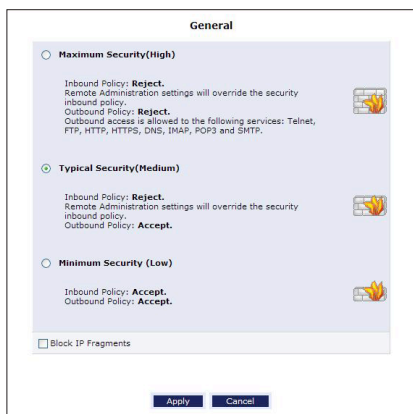 General
Maximum Security(High)
Inbound Policy: Reject.
Remote Administration settings will override the security
inbound policy.
Outbound Policy: Reject.
Outbound access is allowed to the following services: Telnet,
FTP, HTTP, HTTPS, DNS, IMAP, POP3 and SMTP.
Typical Security(Medium)
Inbound Policy: Reject.
Remote Administration settings will override the security
inbound policy.
Outbound Policy: Accept.
Minimum Security (Low)
Inbound Policy: Accept.
Outbound Policy: Accept.
Block IP Fragments
Apply Cancel